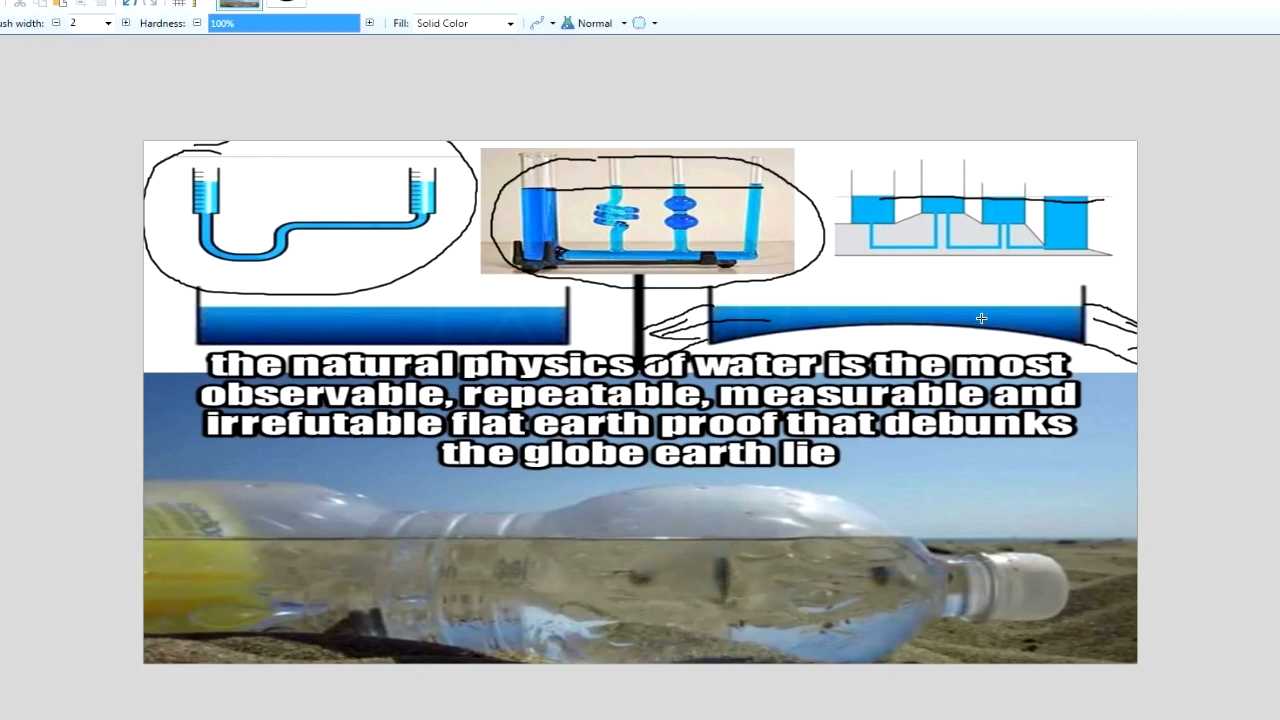 ush width: 2 Hardness: 100% Fill: Solid Color Normal
the natural physics of water is the most
observable, repeatable, measurable and
irrefutable flat earth proof that debunks
the globe earth lie